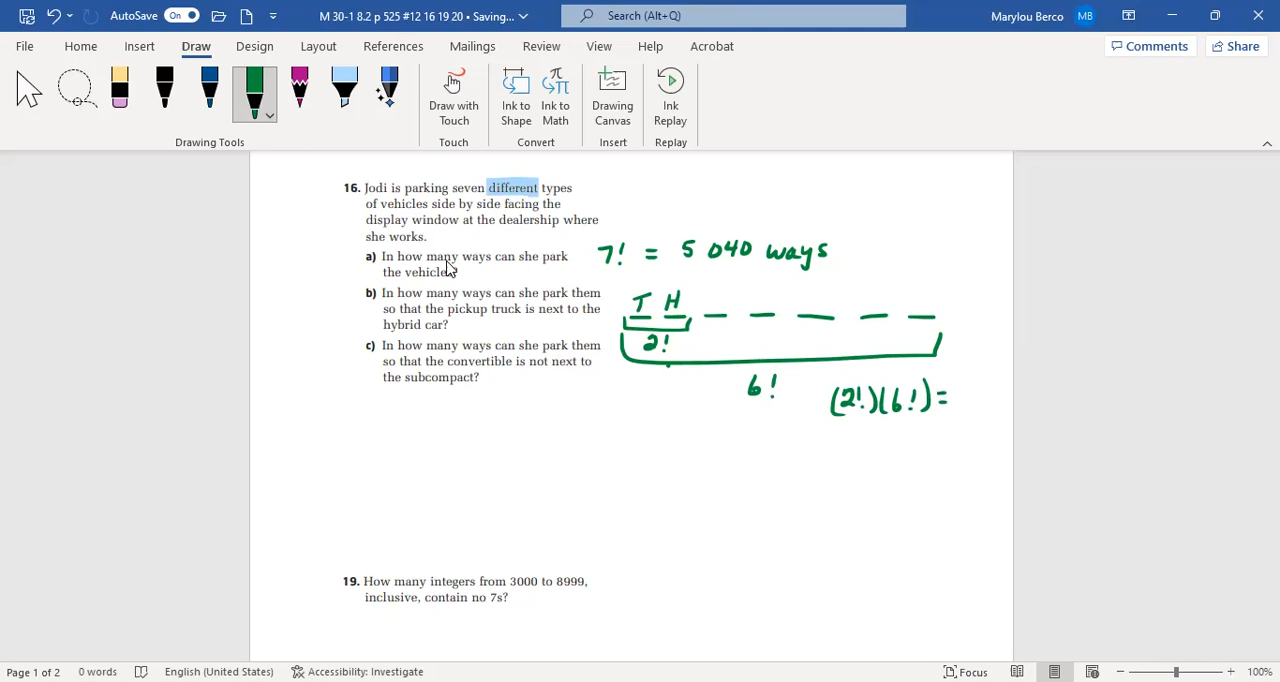 AutoSave On M 30-1 8.2 p 525 #12 16 19 20 • Saving... Search (Alt+Q) Marylou Berco MB
File Home Insert Draw Design Layout References Mailings Review View Help Acrobat Comments Share
Draw with Touch
Ink to Shape
Ink to Math
Drawing Canvas
Ink Replay
Drawing Tools Touch Convert Insert Replay
16. Jodi is parking seven different types
of vehicles side by side facing the
display window at the dealership where
she works.
a) In how many ways can she park
the vehicle
7! = 5 040 ways
b) In how many ways can she park them
so that the pickup truck is next to the
hybrid car?
T H
2!
6! (2!)(6!) =
c) In how many ways can she park them
so that the convertible is not next to
the subcompact?
19. How many integers from 3000 to 8999,
inclusive, contain no 7s?
Page 1 of 2 0 words English (United States) Accessibility: Investigate Focus 100%